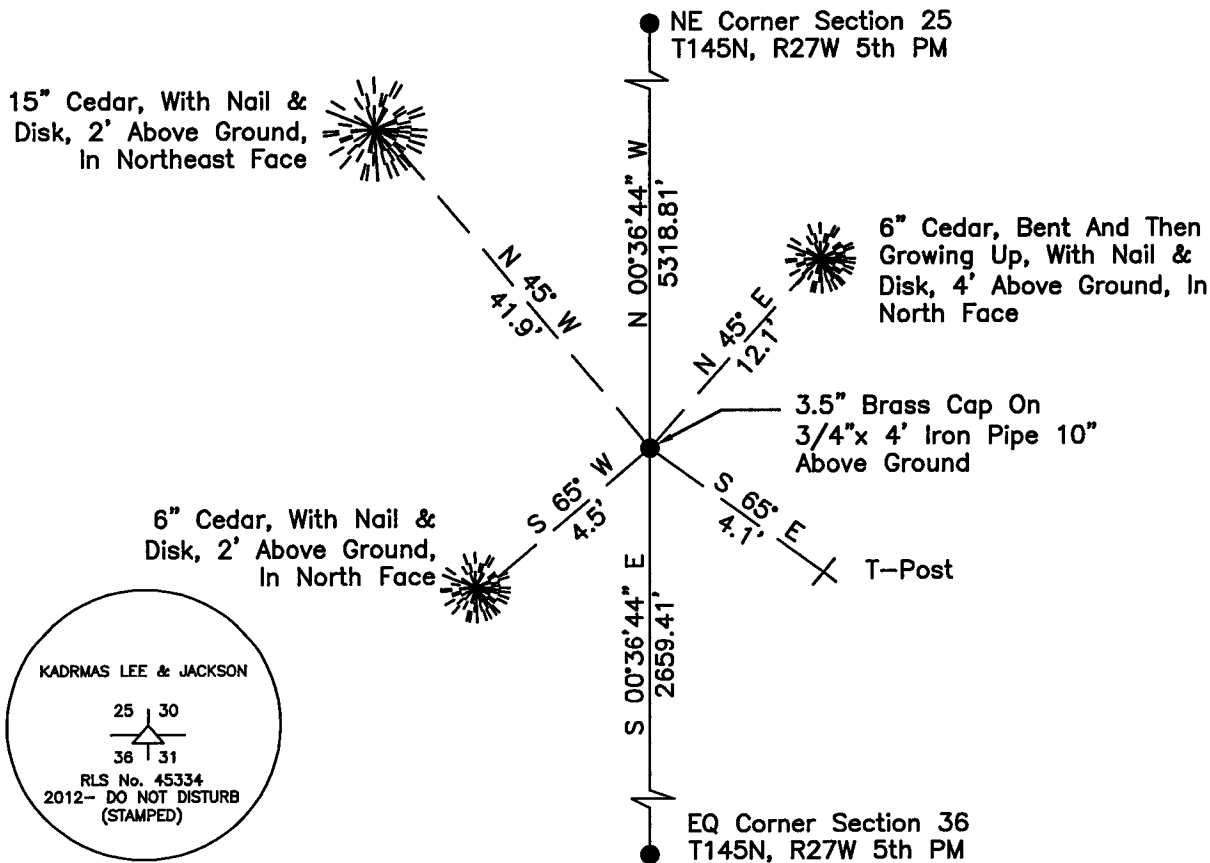 NE Corner Section 25
T145N, R27W 5th PM
15" Cedar, With Nail &
Disk, 2' Above Ground,
In Northeast Face
N 00°36'44" W
5318.81'
6" Cedar, Bent And Then
Growing Up, With Nail &
Disk, 4' Above Ground, In
North Face
N 45° W
41.9'
N 45° E
12.1'
3.5" Brass Cap On
3/4"x 4' Iron Pipe 10"
Above Ground
S 65° W
4.5'
S 65° E
4.1'
6" Cedar, With Nail &
Disk, 2' Above Ground,
In North Face
T-Post
S 00°36'44" E
2659.41'
KADRMAS LEE & JACKSON
25 30
36 31
RLS No. 45334
2012- DO NOT DISTURB
(STAMPED)
EQ Corner Section 36
T145N, R27W 5th PM